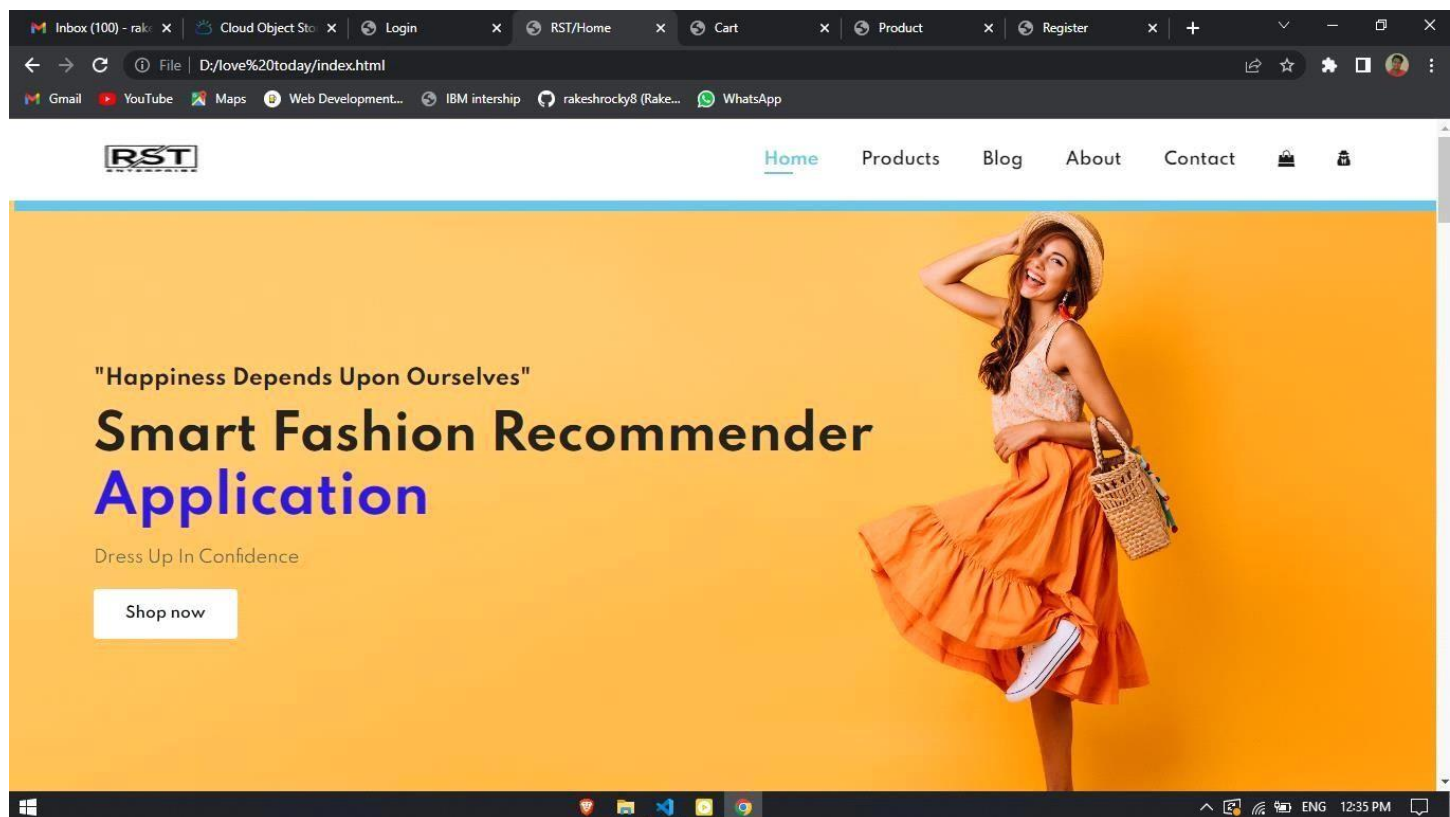 Inbox (100) - rak
Cloud Object Sto
Login
RST/Home
Cart
Product
Register
File
D:/love%20today/index.html
Gmail
YouTube
Maps
Web Development...
IBM intership
rakeshrocky8 (Rake...
WhatsApp
RST
ENTERPRISE
Home
Products
Blog
About
Contact
"Happiness Depends Upon Ourselves"
Smart Fashion Recommender
Application
Dress Up In Confidence
Shop now
ENG
12:35 PM